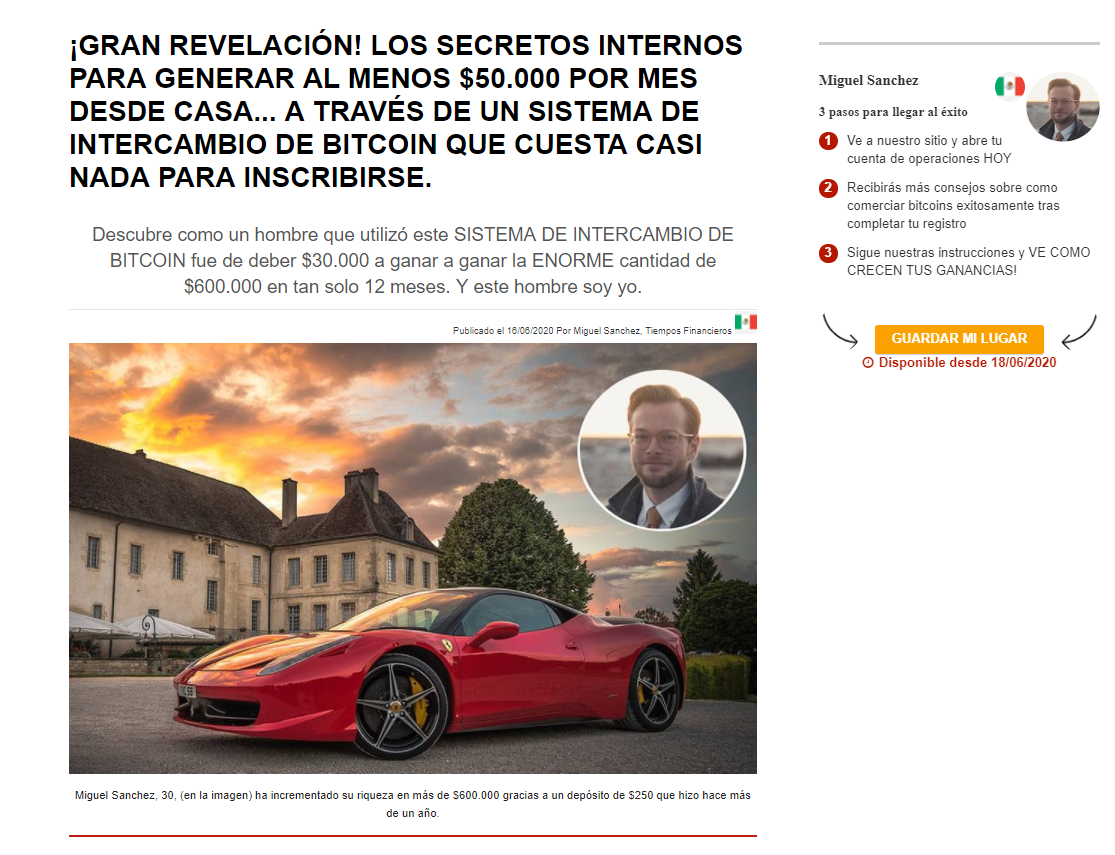 ¡GRAN REVELACIÓN! LOS SECRETOS INTERNOS
PARA GENERAR AL MENOS $50.000 POR MES
DESDE CASA... A TRAVÉS DE UN SISTEMA DE
INTERCAMBIO DE BITCOIN QUE CUESTA CASI
NADA PARA INSCRIBIRSE.
Descubre como un hombre que utilizó este SISTEMA DE INTERCAMBIO DE
BITCOIN fue de deber $30.000 a ganar a ganar la ENORME cantidad de
$600.000 en tan solo 12 meses. Y este hombre soy yo.
Publicado el 16/06/2020 Por Miguel Sanchez, Tiempos Financieros
Miguel Sanchez, 30, (en la imagen) ha incrementado su riqueza en más de $600.000 gracias a un depósito de $250 que hizo hace más
de un año.
Miguel Sanchez
3 pasos para llegar al éxito
1 Ve a nuestro sitio y abre tu
cuenta de operaciones HOY
2 Recibirás más consejos sobre como
comerciar bitcoins exitosamente tras
completar tu registro
3 Sigue nuestras instrucciones y VE COMO
CRECEN TUS GANANCIAS!
GUARDAR MI LUGAR
Disponible desde 18/06/2020